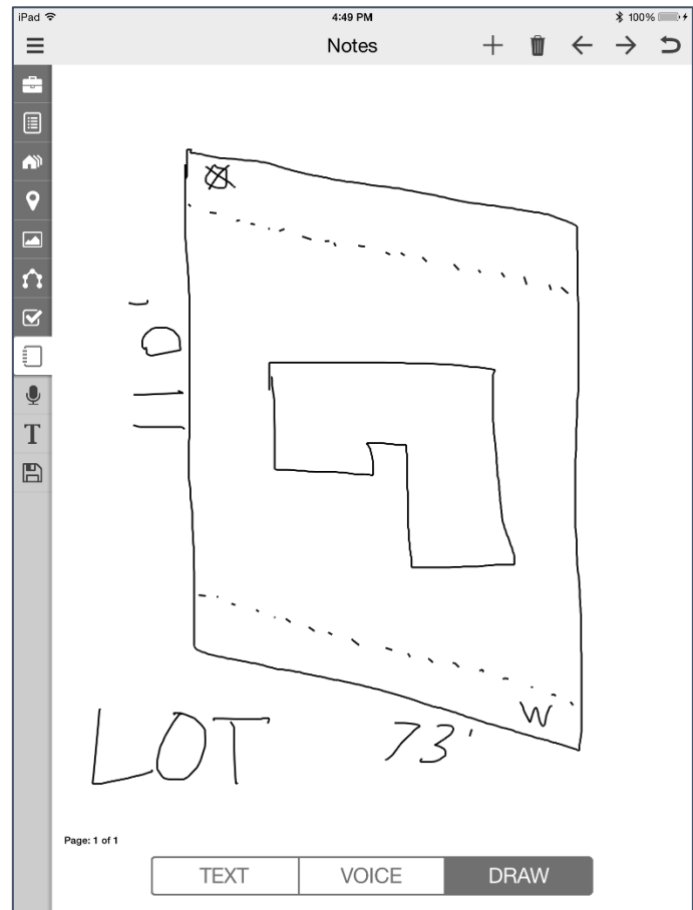 iPad 4:49 PM 100%
Notes
T
110'
W
LOT 73'
Page: 1 of 1
TEXT VOICE DRAW